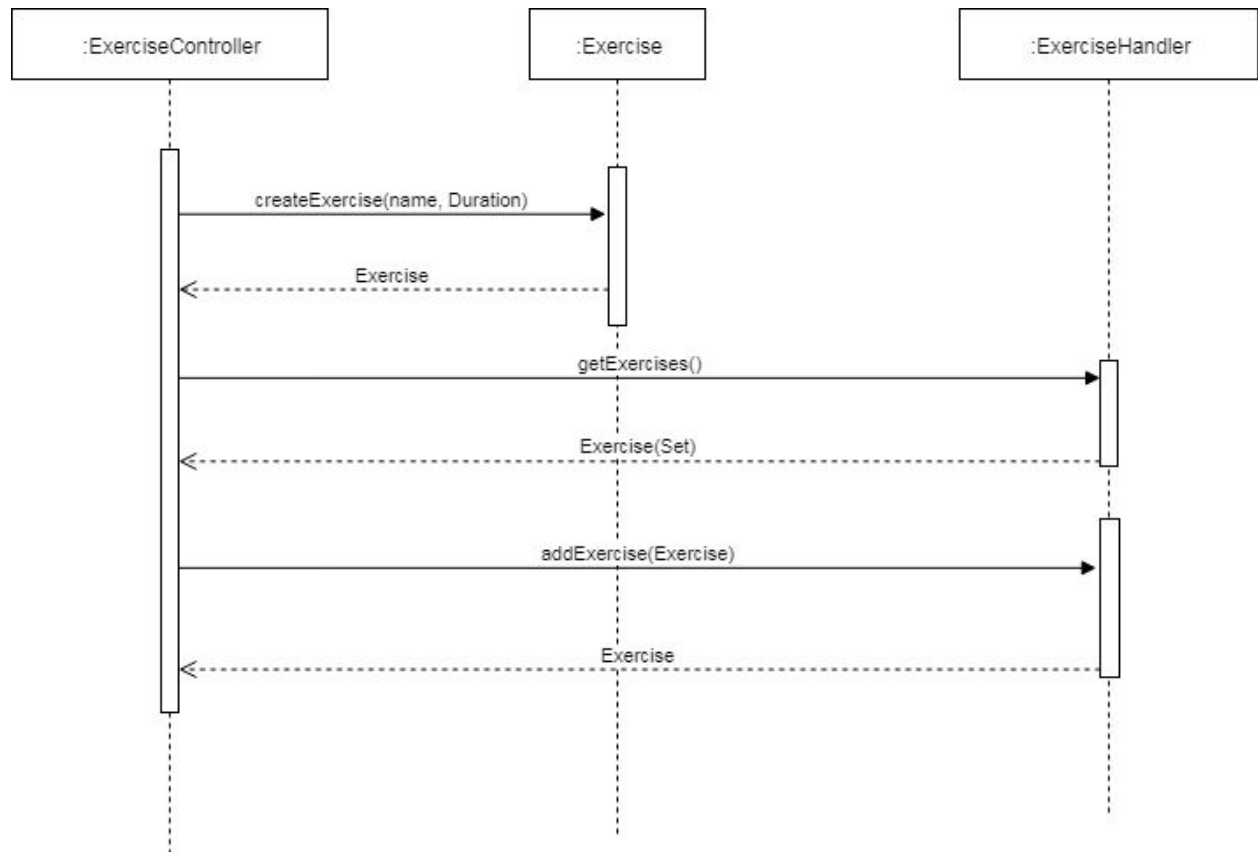 :ExerciseController
:Exercise
:ExerciseHandler
createExercise(name, Duration)
Exercise
getExercises()
Exercise(Set)
addExercise(Exercise)
Exercise